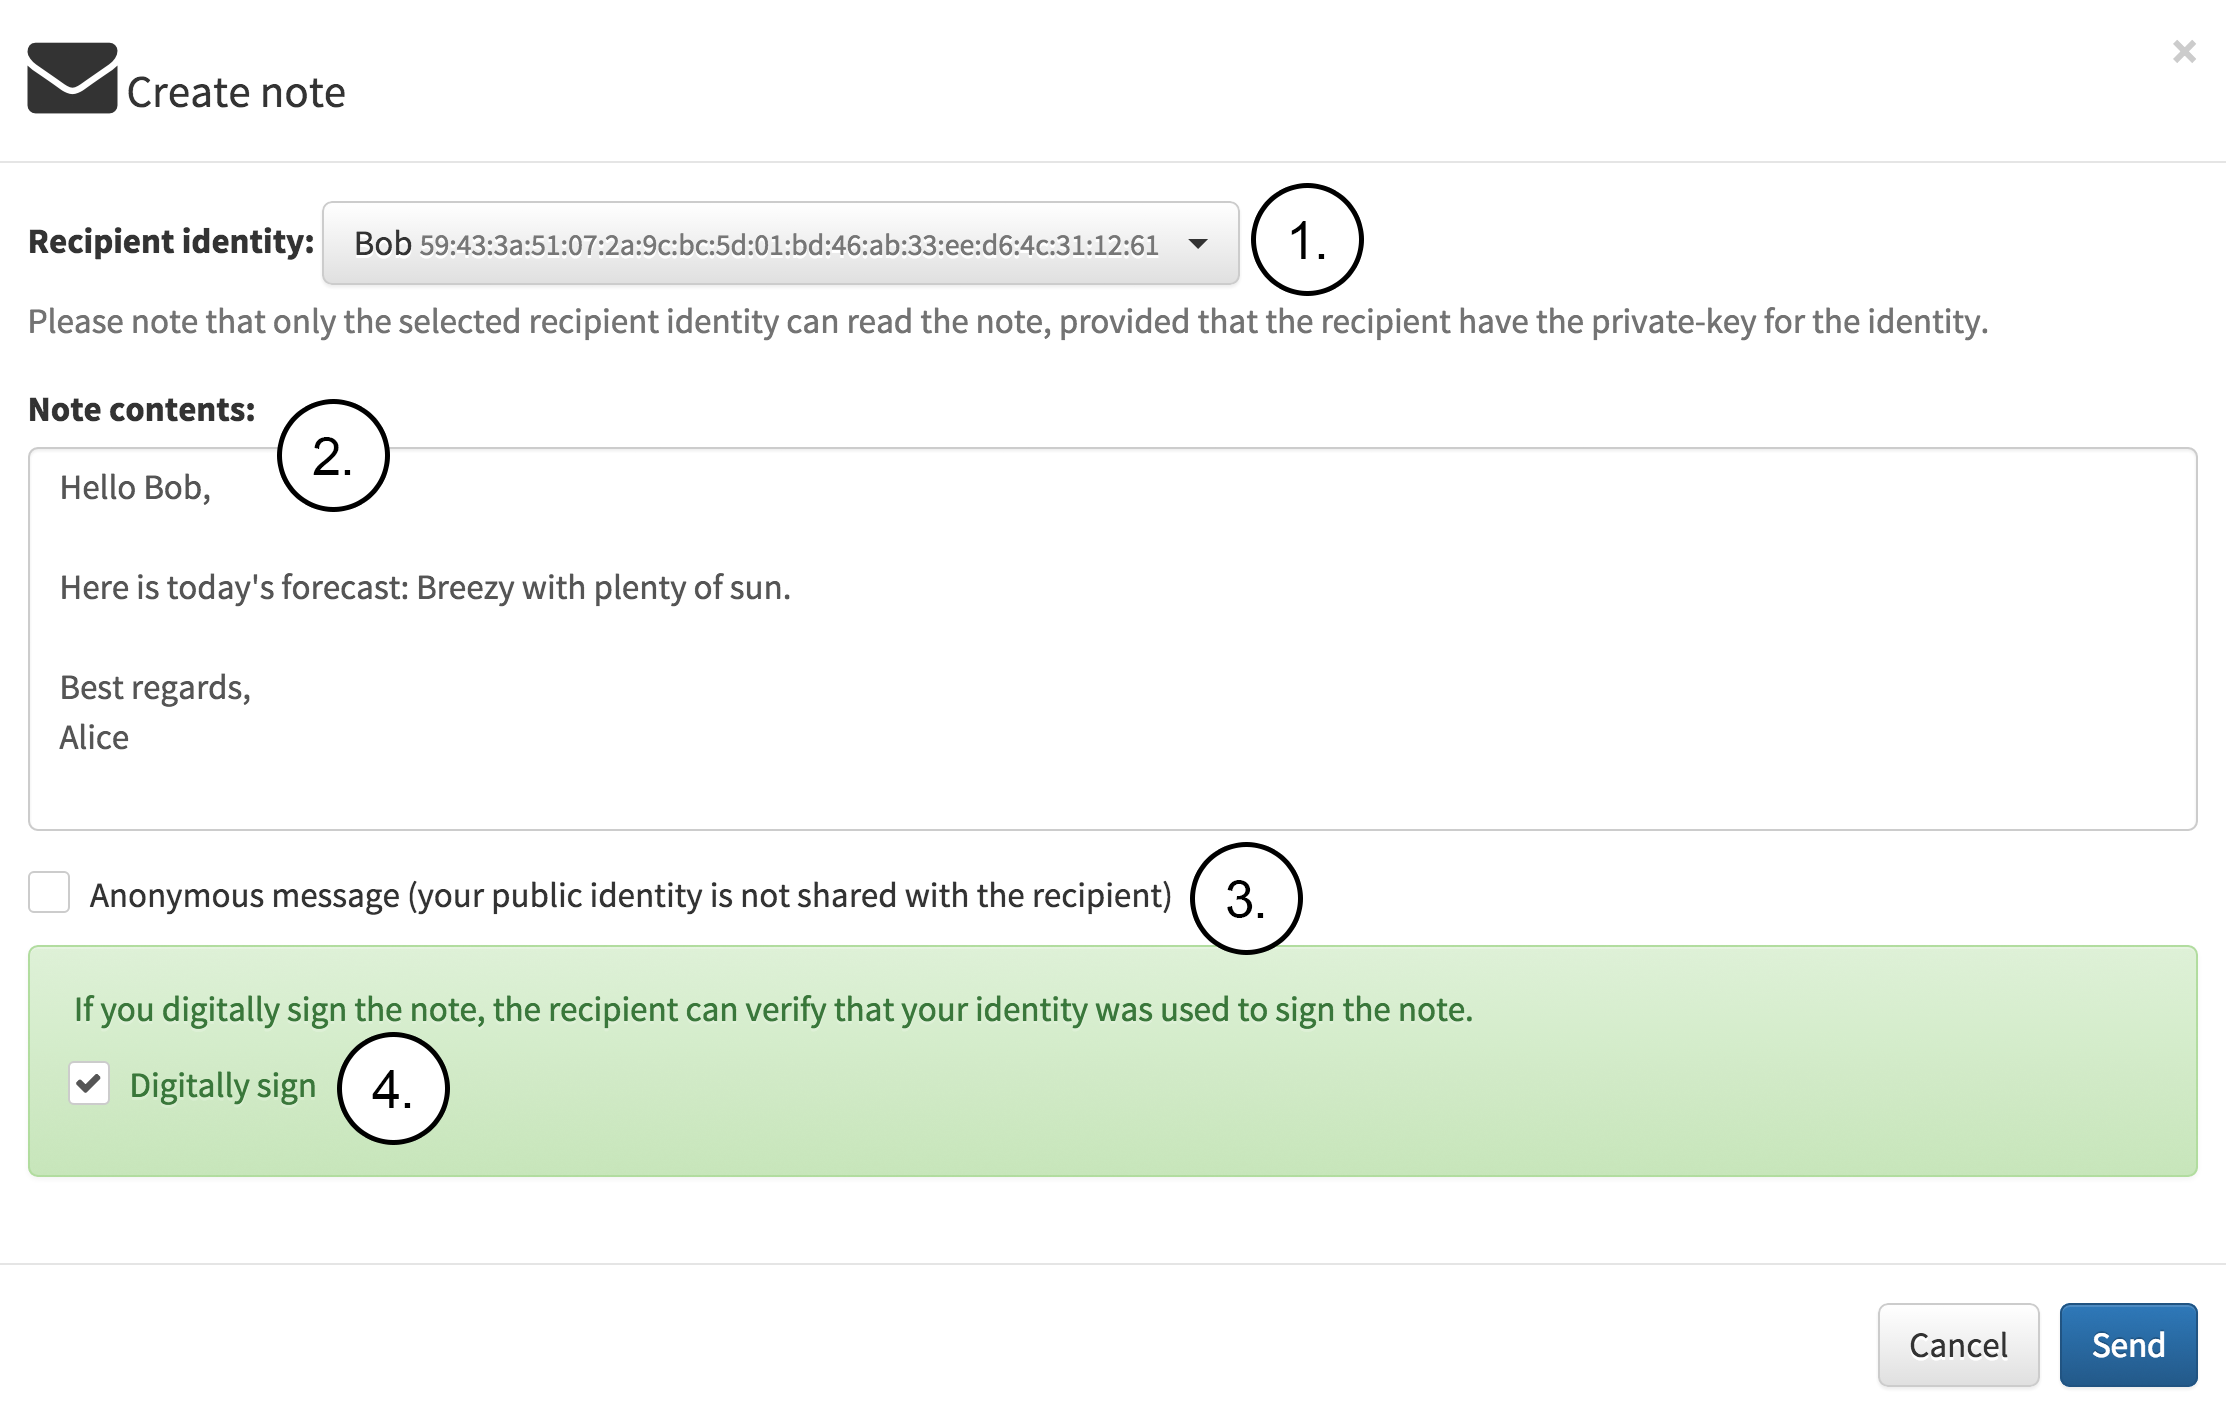 Create note
×
Recipient identity: Bob 59:43:3a:51:07:2a:9c:bc:5d:01:bd:46:ab:33:ee:d6:4c:31:12:61 1.
Please note that only the selected recipient identity can read the note, provided that the recipient have the private-key for the identity.
Note contents:
2.
Hello Bob,
Here is today's forecast: Breezy with plenty of sun.
Best regards,
Alice
Anonymous message (your public identity is not shared with the recipient) 3.
If you digitally sign the note, the recipient can verify that your identity was used to sign the note.
Digitally sign 4.
Cancel Send